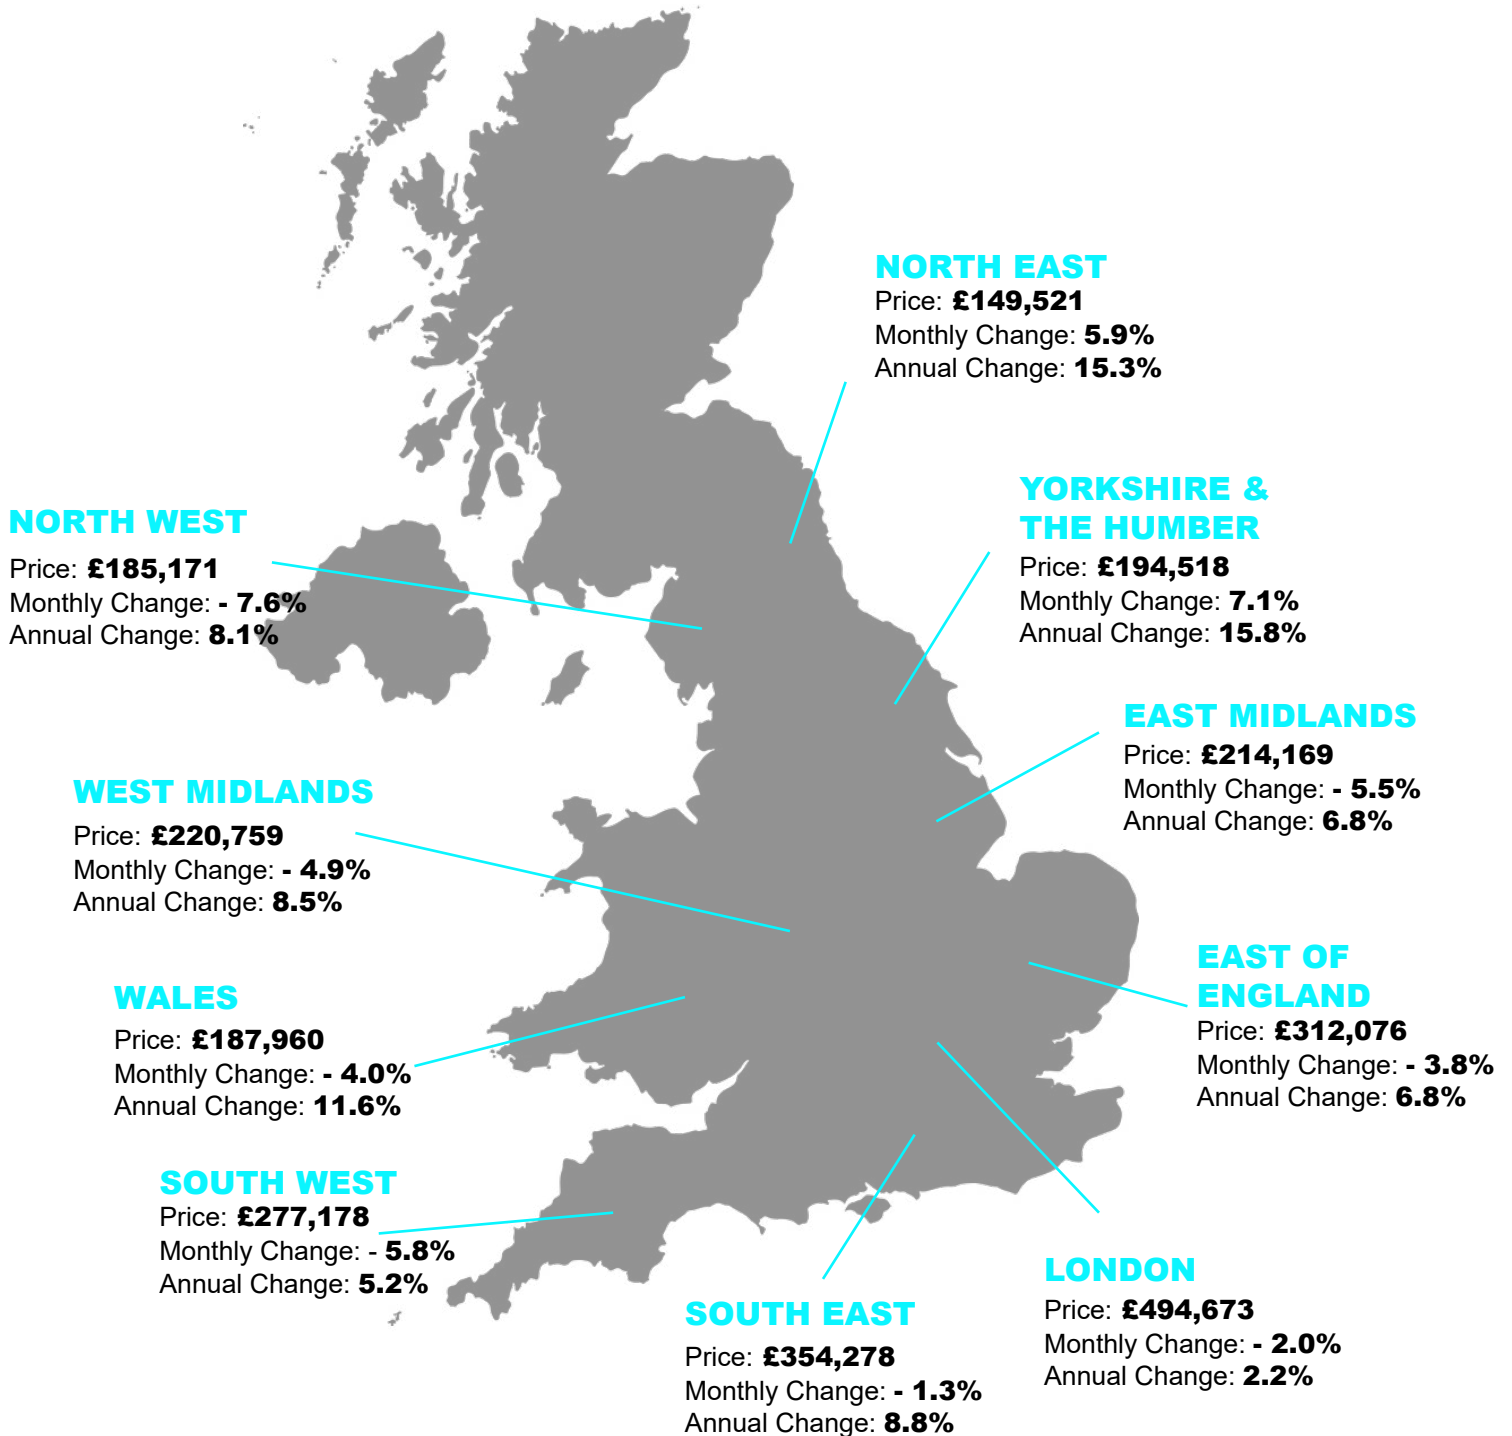 NORTH EAST
Price: £149,521
Monthly Change: 5.9%
Annual Change: 15.3%
YORKSHIRE &
THE HUMBER
Price: £194,518
Monthly Change: 7.1%
Annual Change: 15.8%
NORTH WEST
Price: £185,171
Monthly Change: - 7.6%
Annual Change: 8.1%
EAST MIDLANDS
Price: £214,169
Monthly Change: - 5.5%
Annual Change: 6.8%
WEST MIDLANDS
Price: £220,759
Monthly Change: - 4.9%
Annual Change: 8.5%
EAST OF
ENGLAND
Price: £312,076
Monthly Change: - 3.8%
Annual Change: 6.8%
WALES
Price: £187,960
Monthly Change: - 4.0%
Annual Change: 11.6%
SOUTH WEST
Price: £277,178
Monthly Change: - 5.8%
Annual Change: 5.2%
LONDON
Price: £494,673
Monthly Change: - 2.0%
Annual Change: 2.2%
SOUTH EAST
Price: £354,278
Monthly Change: - 1.3%
Annual Change: 8.8%